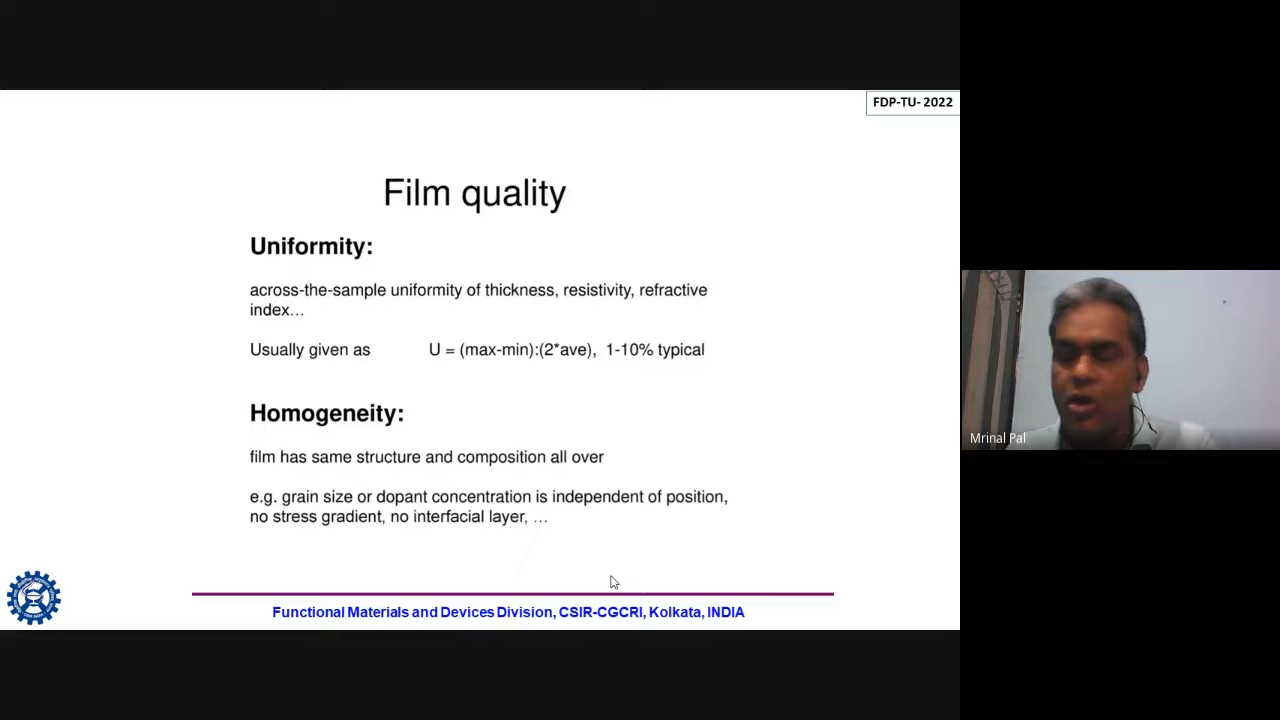 FDP-TU- 2022
Film quality
Uniformity:
across-the-sample uniformity of thickness, resistivity, refractive
index…
Usually given as U = (max-min):(2*ave), 1-10% typical
Homogeneity:
film has same structure and composition all over
e.g. grain size or dopant concentration is independent of position,
no stress gradient, no interfacial layer, …
Functional Materials and Devices Division, CSIR-CGCRI, Kolkata, INDIA
Mrinal Pal